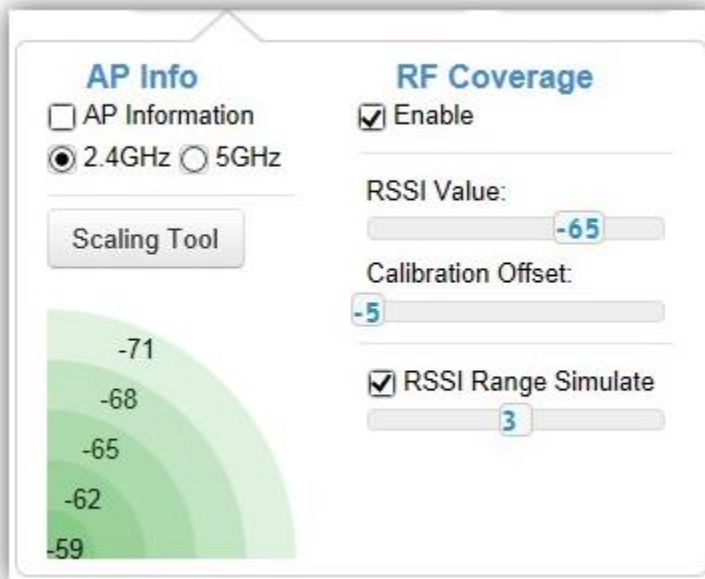 AP Info
AP Information
2.4GHz 5GHz
Scaling Tool
-71
-68
-65
-62
-59
RF Coverage
Enable
RSSI Value:
-65
Calibration Offset:
-5
RSSI Range Simulate
3